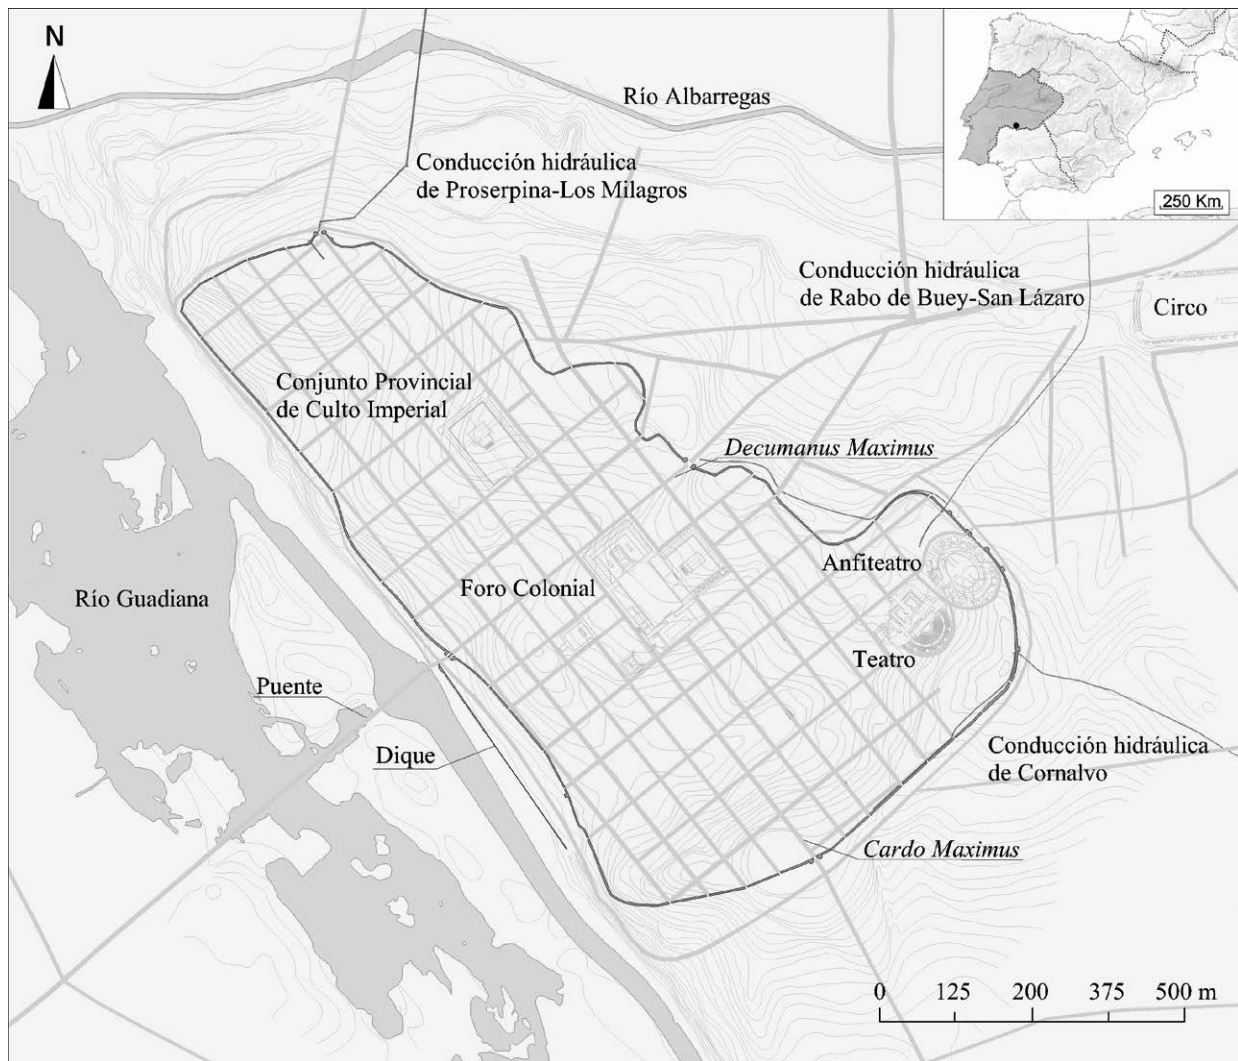 N
Río Albarregas
250 Km
Conducción hidráulica
de Proserpina-Los Milagros
Conducción hidráulica
de Rabo de Buey-San Lázaro
Circo
Conjunto Provincial
de Culto Imperial
Decumanus Maximus
Anfiteatro
Foro Colonial
Río Guadiana
Teatro
Puente
Dique
Conducción hidráulica
de Cornalvo
Cardo Maximus
0 125 200 375 500 m